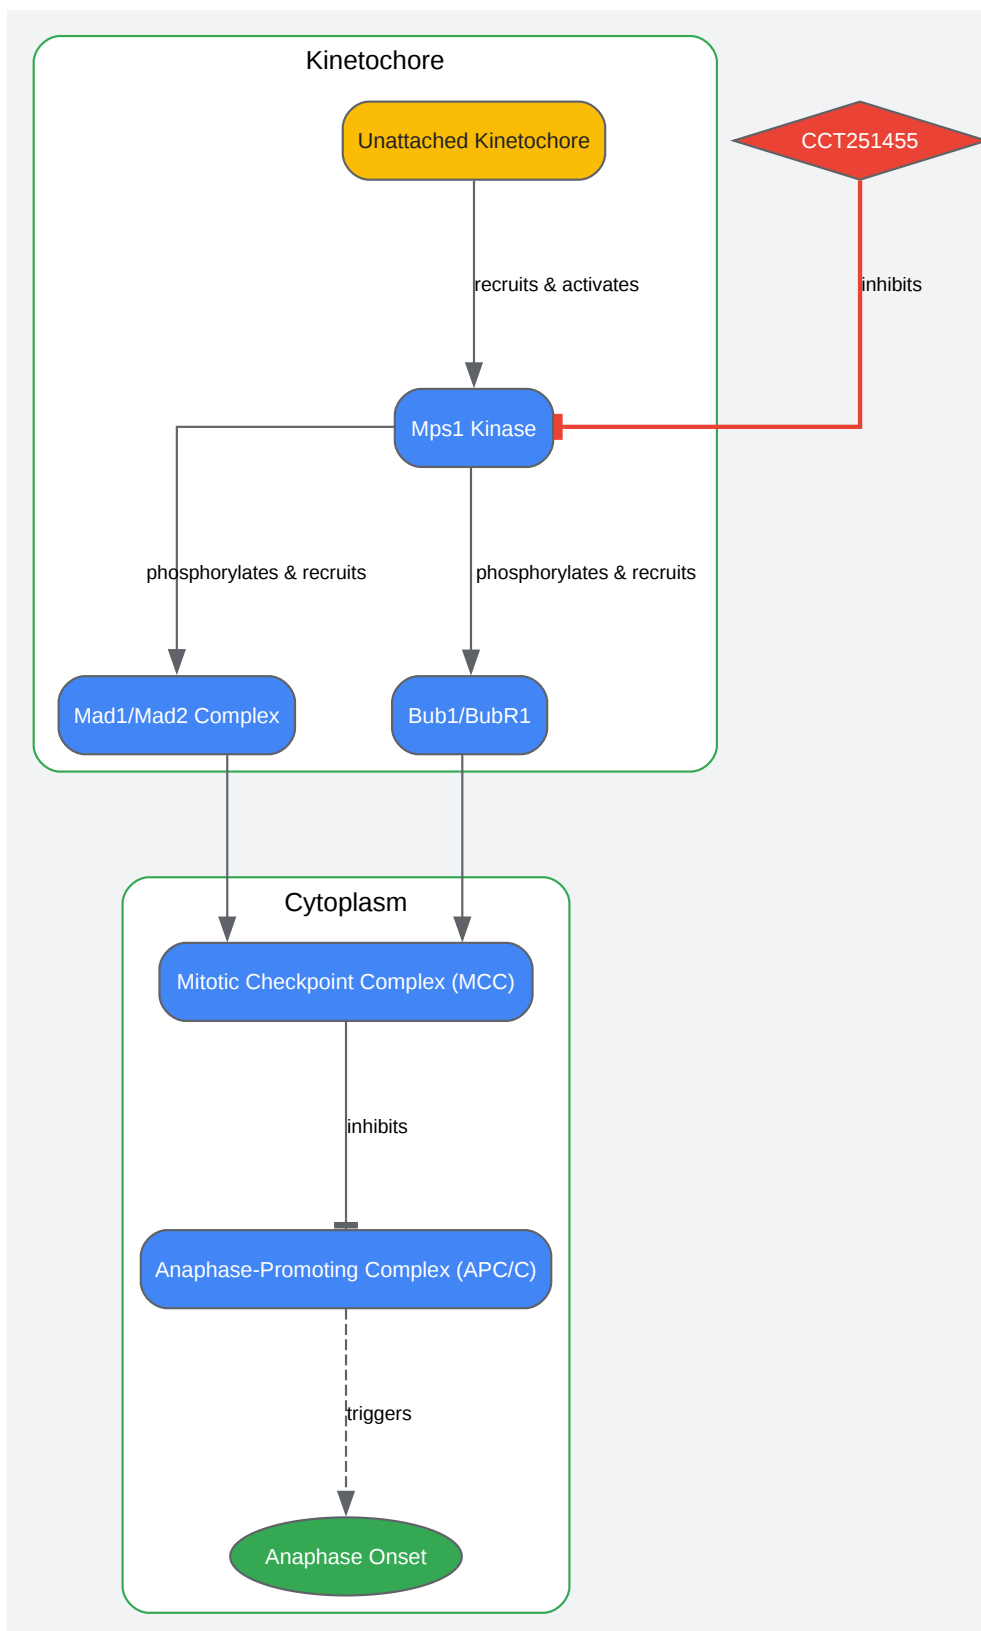 Kinetochore
Unattached Kinetochore
CCT251455
recruits & activates
inhibits
Mps1 Kinase
phosphorylates & recruits
phosphorylates & recruits
Mad1/Mad2 Complex
Bub1/BubR1
Cytoplasm
Mitotic Checkpoint Complex (MCC)
inhibits
Anaphase-Promoting Complex (APC/C)
triggers
Anaphase Onset